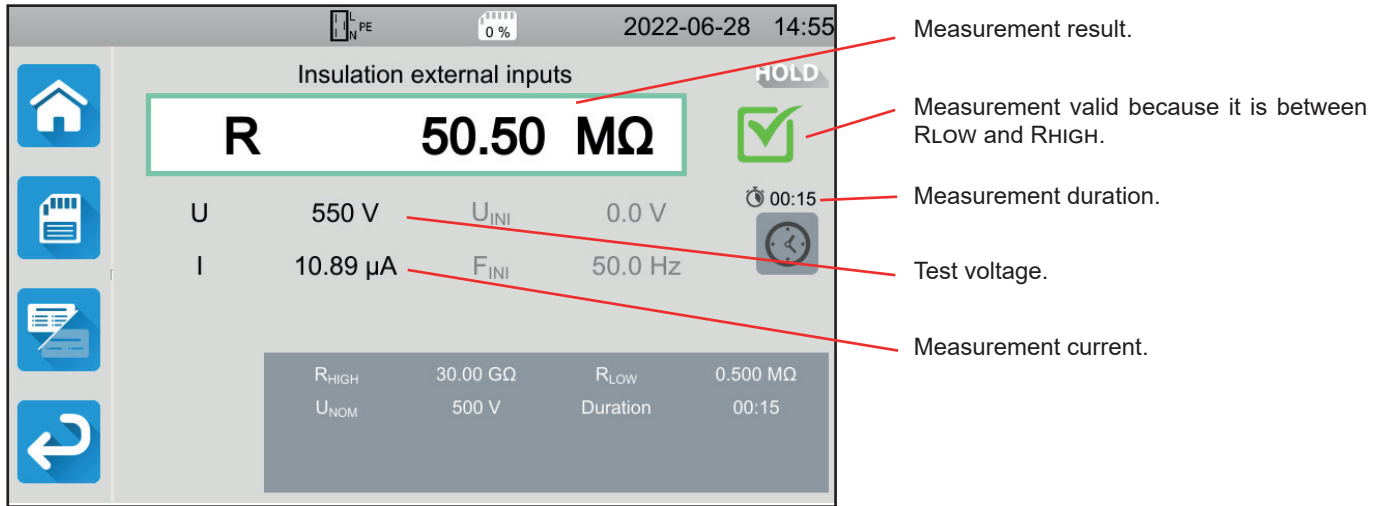 L
N PE
0 %
2022-06-28 14:55
Measurement result.
Insulation external inputs
HOLD
R 50.50 MΩ
Measurement valid because it is between
RLOW and RHIGH.
00:15
Measurement duration.
U 550 V UINI 0.0 V
Test voltage.
I 10.89 µA FINI 50.0 Hz
Measurement current.
RHIGH 30.00 GΩ RLOW 0.500 MΩ
UNOM 500 V Duration 00:15